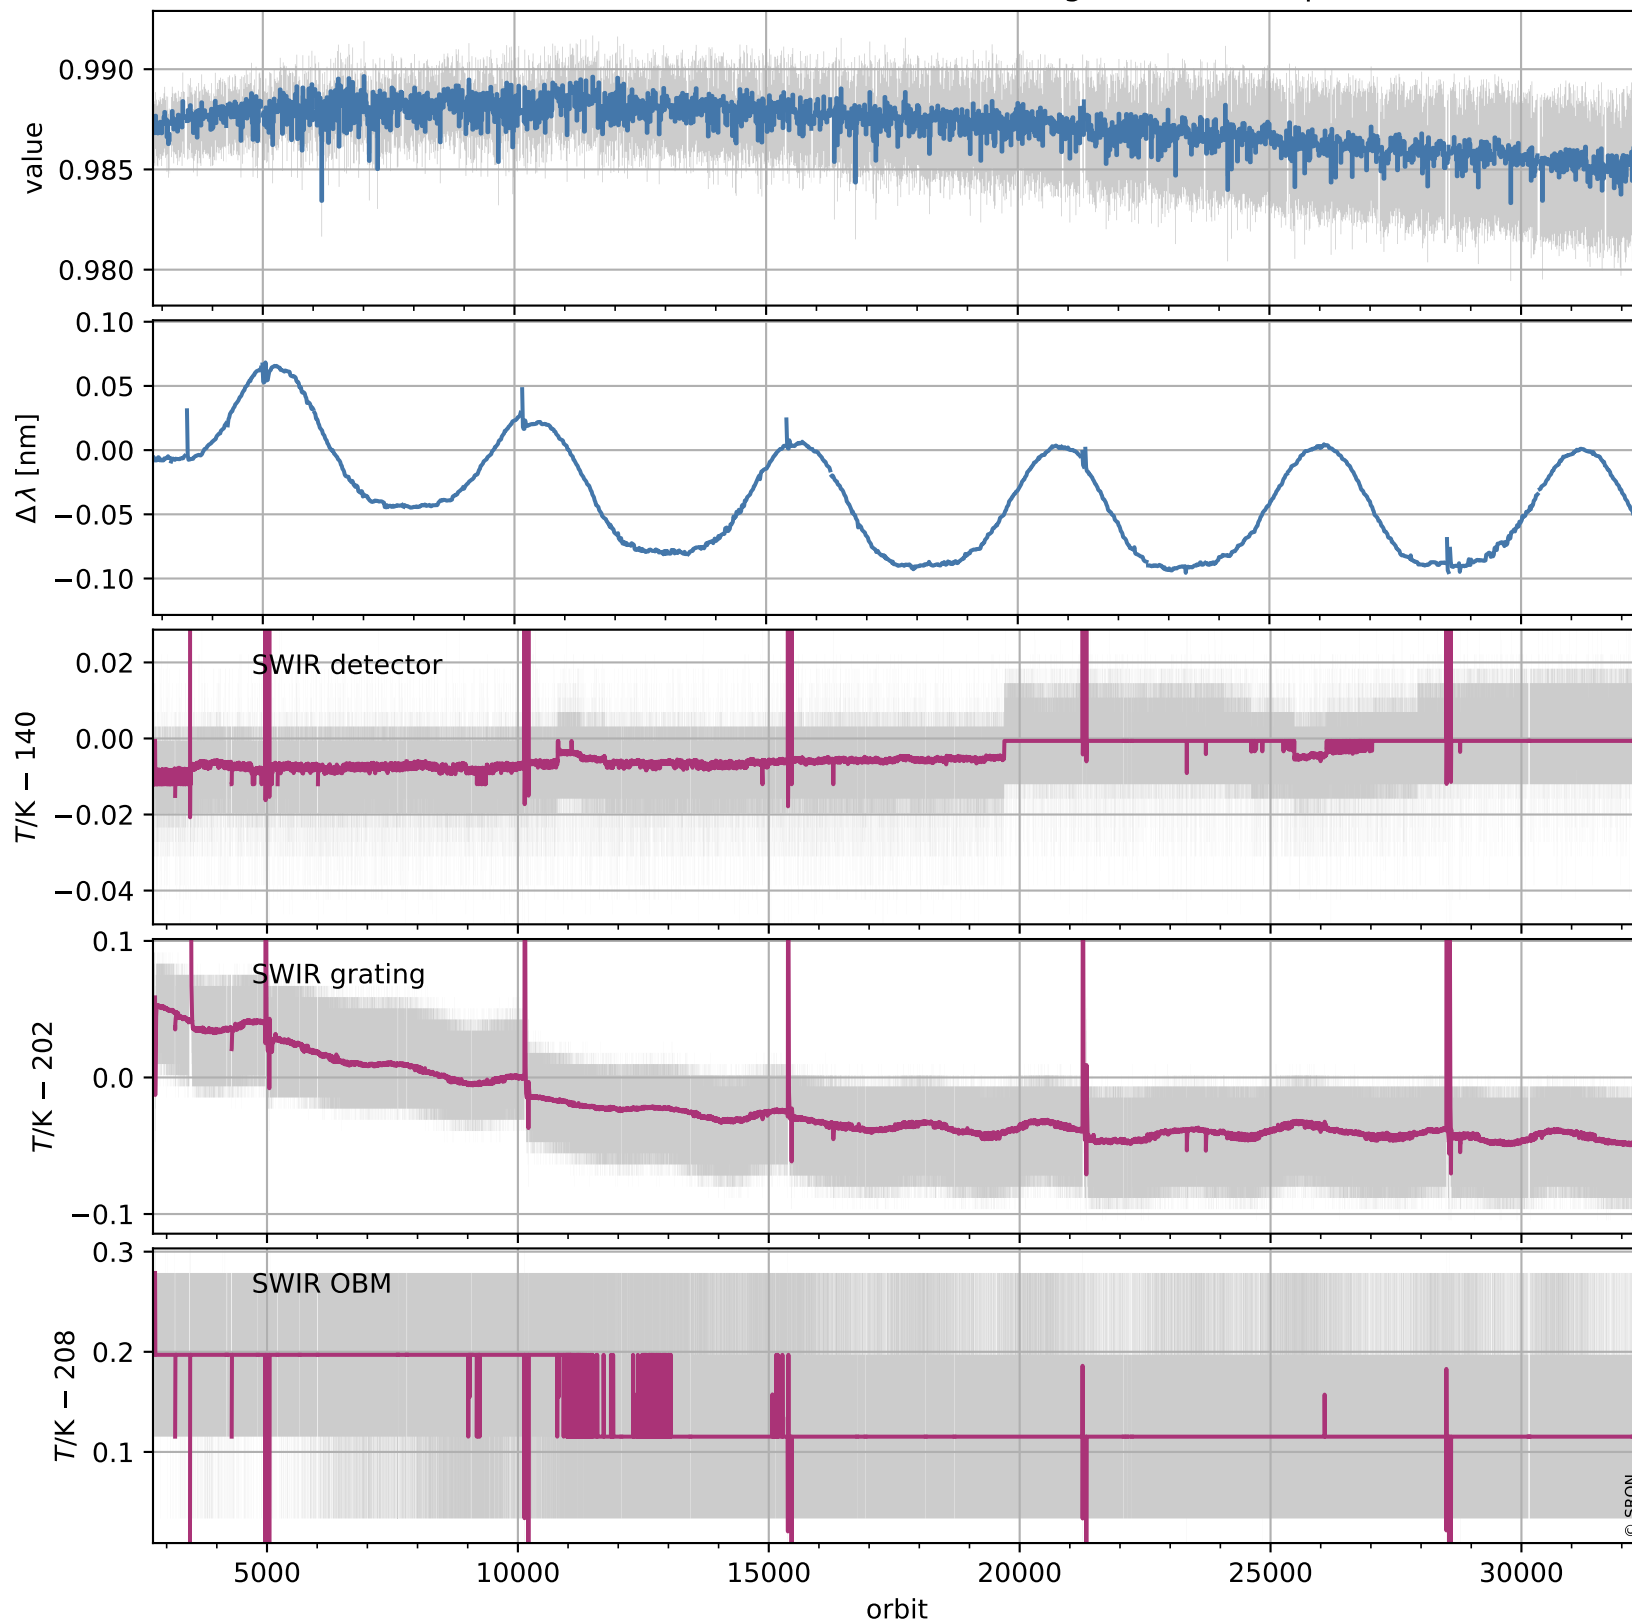 0.990
0.985
0.980
value
0.10
0.05
0.00
−0.05
−0.10
Δλ [nm]
SWIR detector
0.02
0.00
−0.02
−0.04
T/K − 140
SWIR grating
0.1
0.0
−0.1
T/K − 202
SWIR OBM
0.3
0.2
0.1
T/K − 208
© SRON
5000 10000 15000 20000 25000 30000
orbit